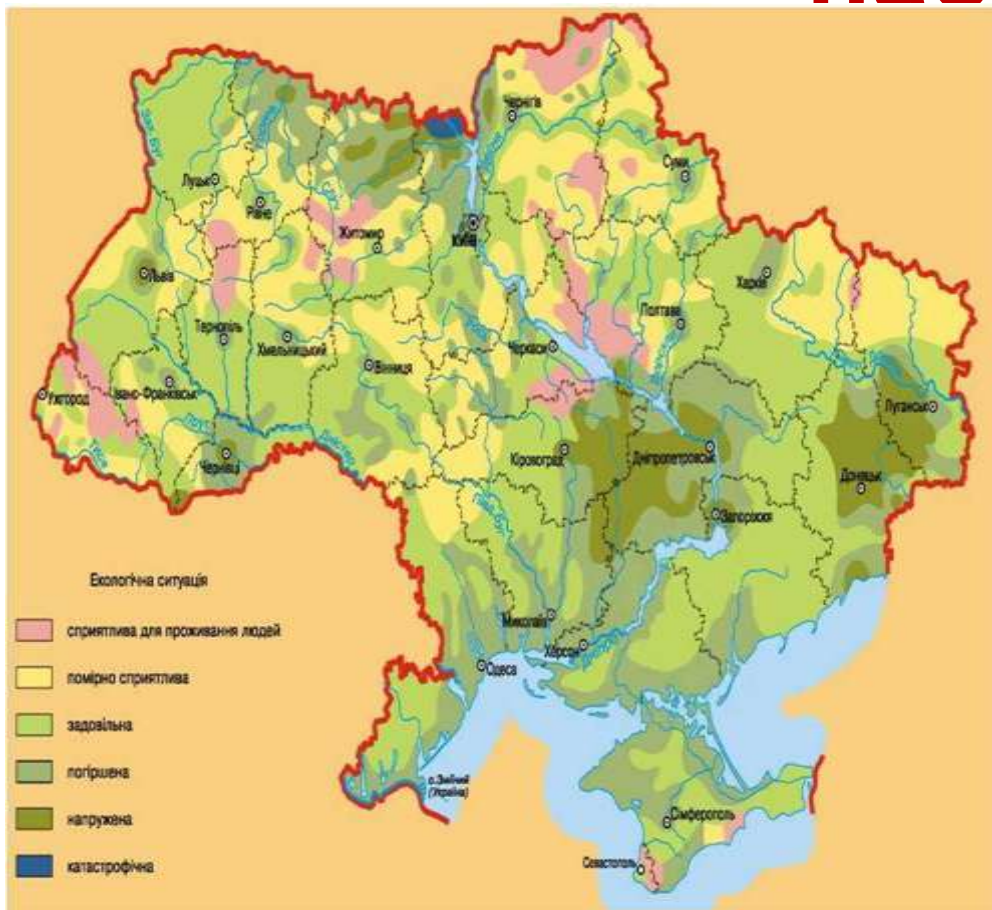 Чернігів
Суми
Луцьк
Рівне
Житомир
Київ
Львів
Харків
Полтава
Тернопіль
Хмельницький
Черкаси
Вінниця
Ужгород
Івано-Франківськ
Луганськ
Чернівці
Кіровоград
Дніпропетровськ
Донецьк
Запоріжжя
Миколаїв
Херсон
Одеса
о.Зміїний
(Україна)
Сімферополь
Севастополь
Екологічна ситуація
сприятлива для проживання людей
помірно сприятлива
задовільна
погіршена
напружена
катастрофічна